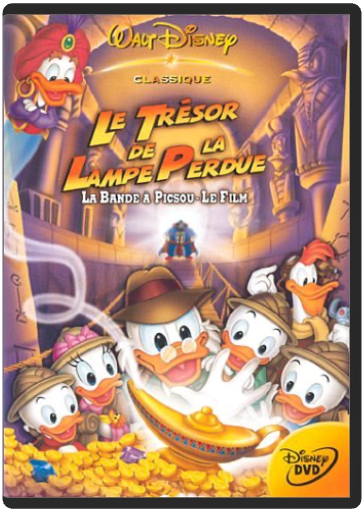 WALT DISNEY
CLASSIQUE
LE TRÉSOR
DE LA
LAMPE PERDUE
LA BANDE À PICSOU - LE FILM
DISNEY
DVD